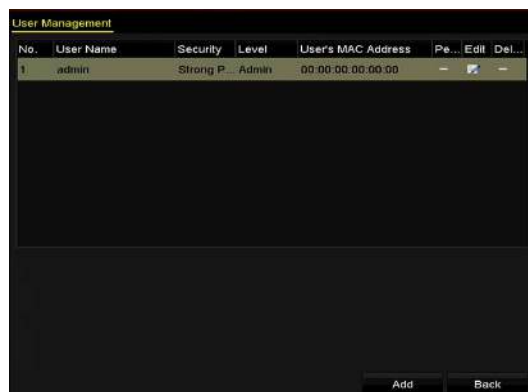 User Management
No. User Name Security Level User's MAC Address Pe... Edit Del...
1 admin Strong P... Admin 00:00:00:00:00:00 – –
Add Back